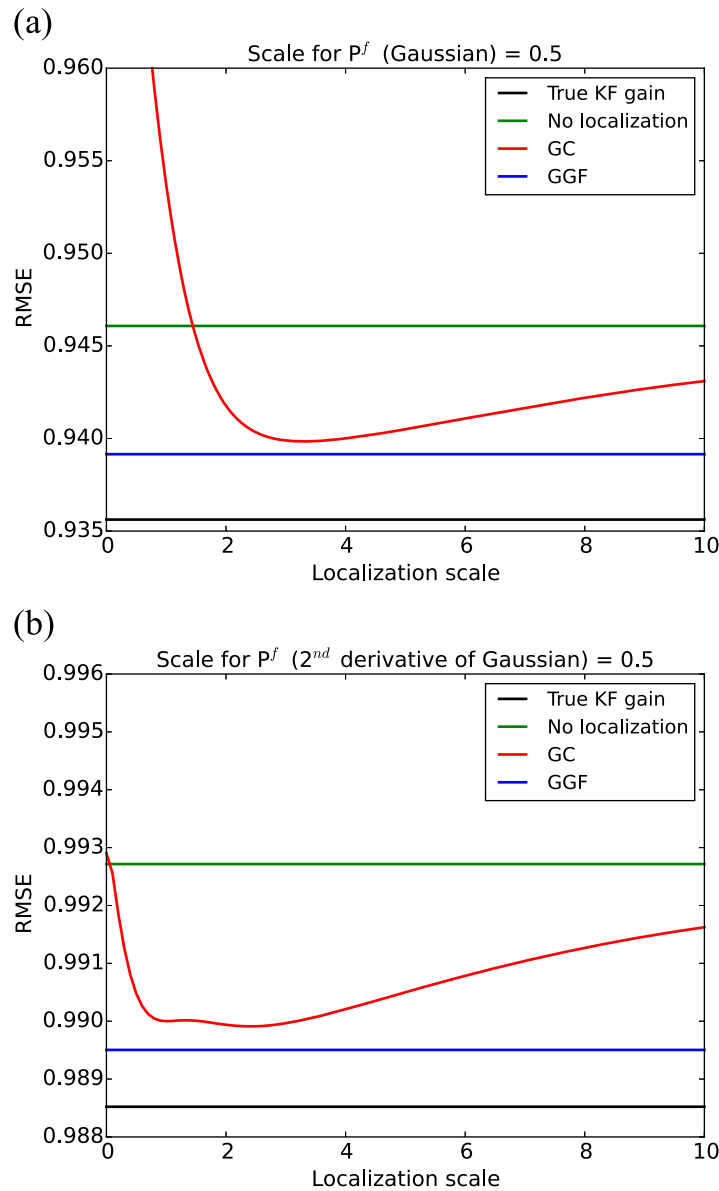 (a)
Scale for P^f (Gaussian) = 0.5
0.960
0.955
0.950
0.945
0.940
0.935
RMSE
True KF gain
No localization
GC
GGF
0 2 4 6 8 10
Localization scale
(b)
Scale for P^f (2^nd derivative of Gaussian) = 0.5
0.996
0.995
0.994
0.993
0.992
0.991
0.990
0.989
0.988
RMSE
True KF gain
No localization
GC
GGF
0 2 4 6 8 10
Localization scale